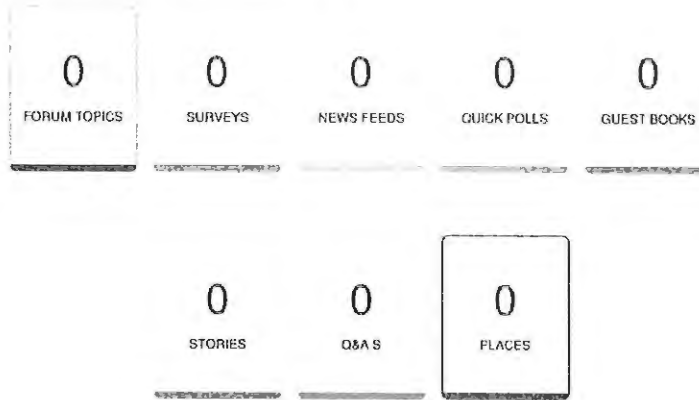 0 0 0 0 0
FORUM TOPICS SURVEYS NEWS FEEDS QUICK POLLS GUEST BOOKS
0 0 0
STORIES Q&A S PLACES